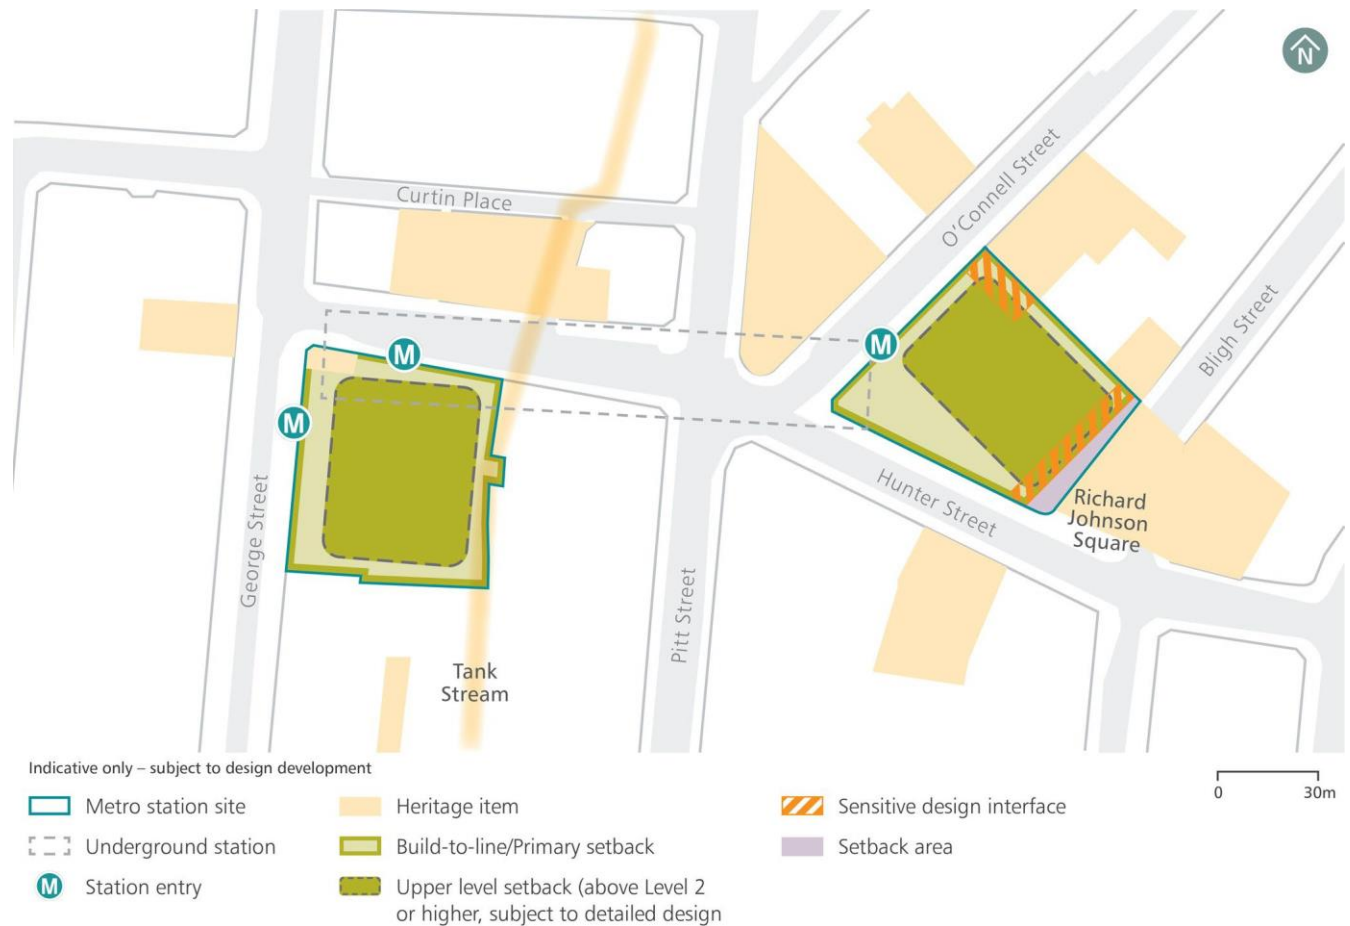 N
Curtin Place
O'Connell Street
Bligh Street
M
M
M
George Street
Hunter Street
Richard
Johnson
Square
Pitt Street
Tank
Stream
Indicative only – subject to design development
0 30m
Metro station site
Heritage item
Sensitive design interface
Underground station
Build-to-line/Primary setback
Setback area
M Station entry
Upper level setback (above Level 2
or higher, subject to detailed design